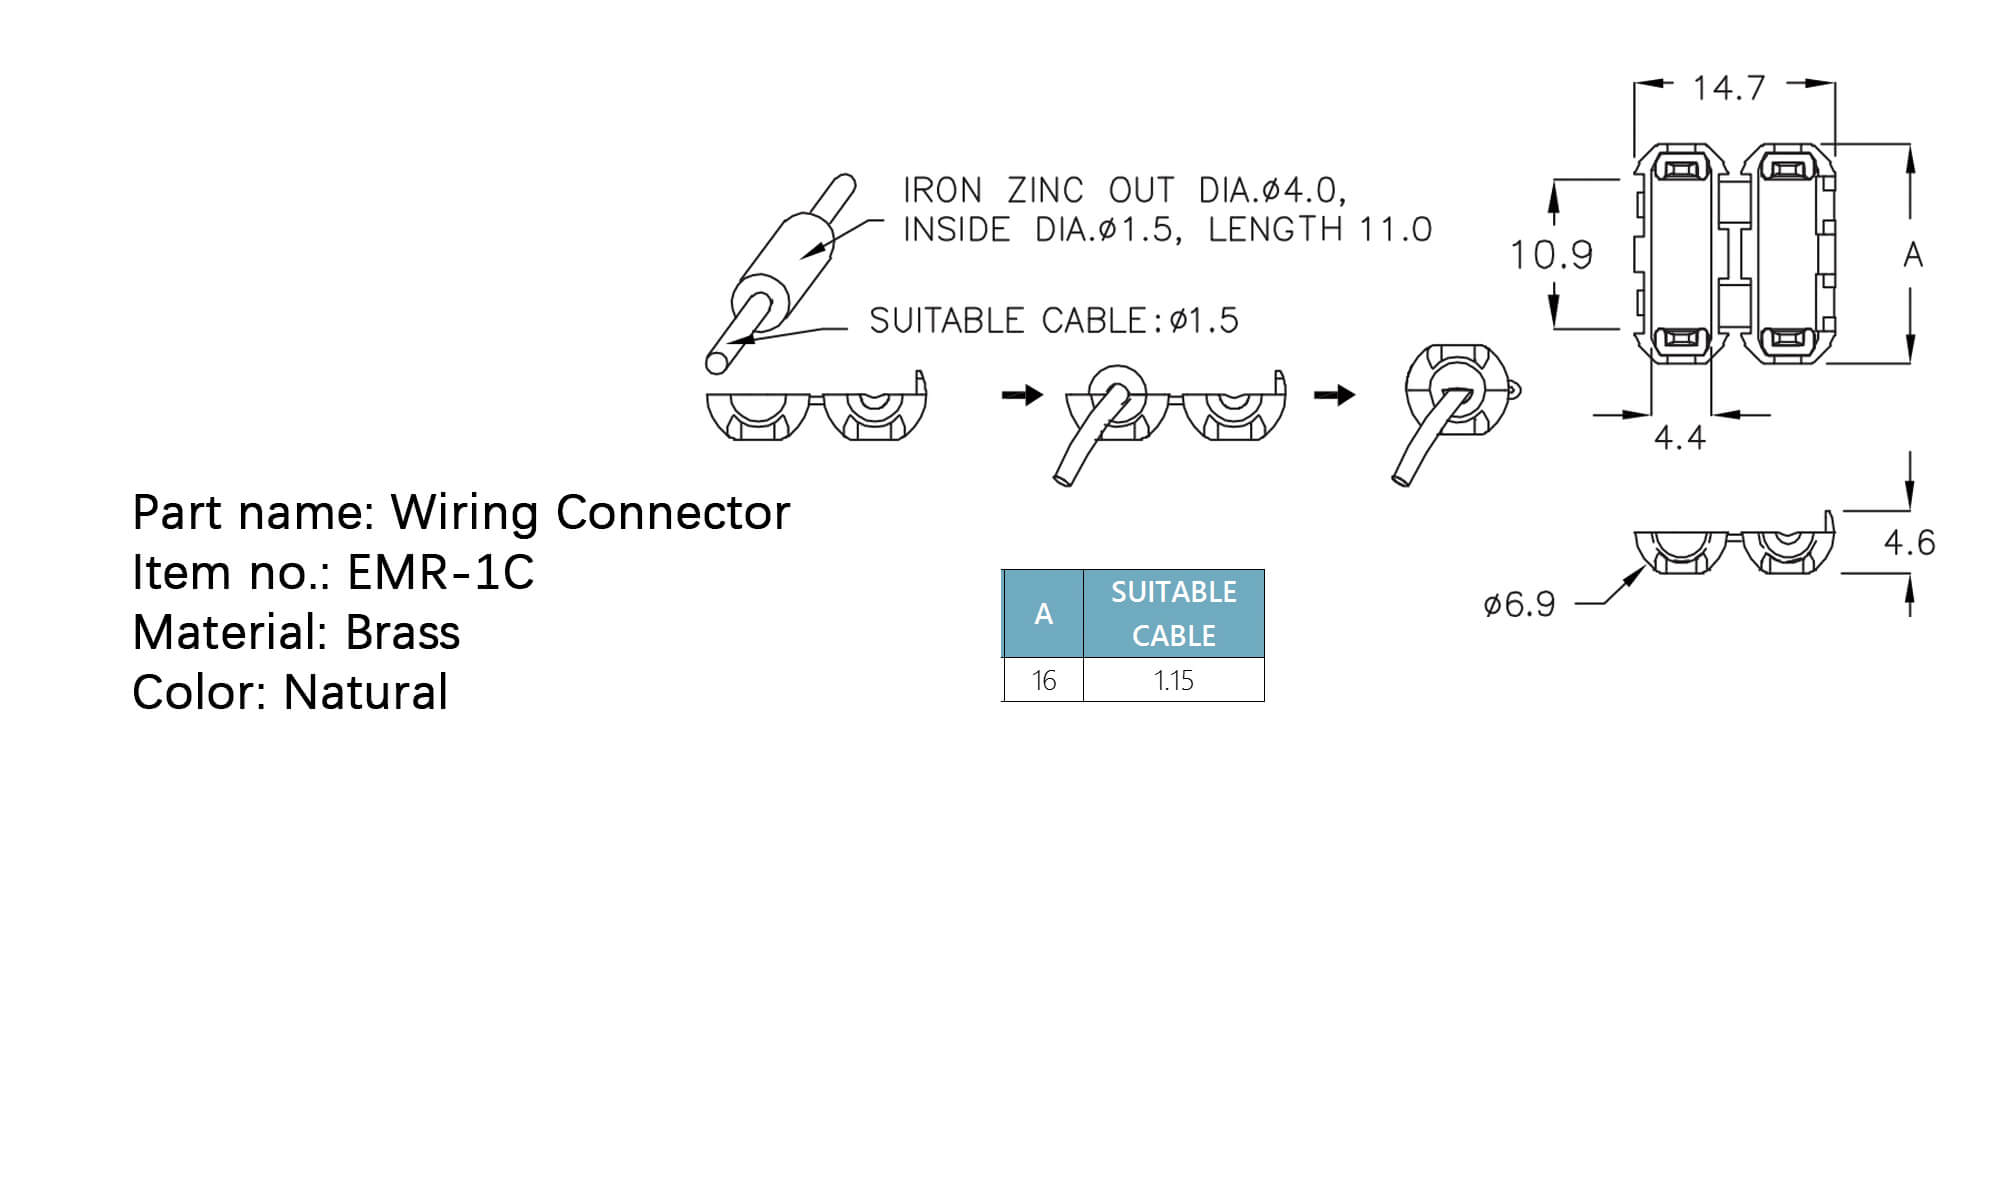 14.7
IRON ZINC OUT DIA.ø4.0,
INSIDE DIA.ø1.5, LENGTH 11.0
10.9
A
SUITABLE CABLE:ø1.5
4.4
Part name: Wiring Connector
Item no.: EMR-1C
Material: Brass
Color: Natural
4.6
ø6.9
A SUITABLE
CABLE
16 1.15